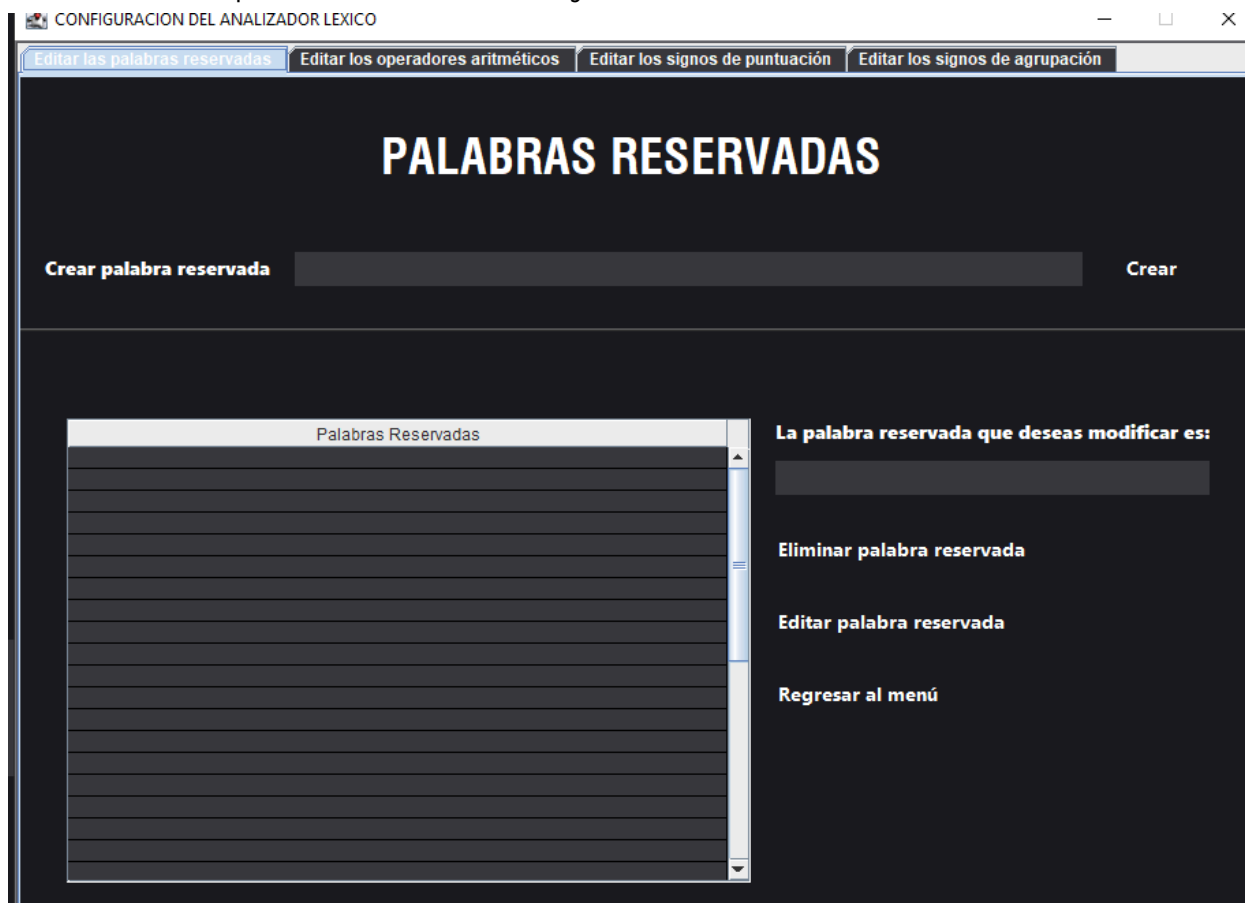 CONFIGURACION DEL ANALIZADOR LEXICO
Editar las palabras reservadas Editar los operadores aritméticos Editar los signos de puntuación Editar los signos de agrupación
PALABRAS RESERVADAS
Crear palabra reservada Crear
Palabras Reservadas
La palabra reservada que deseas modificar es:
Eliminar palabra reservada
Editar palabra reservada
Regresar al menú